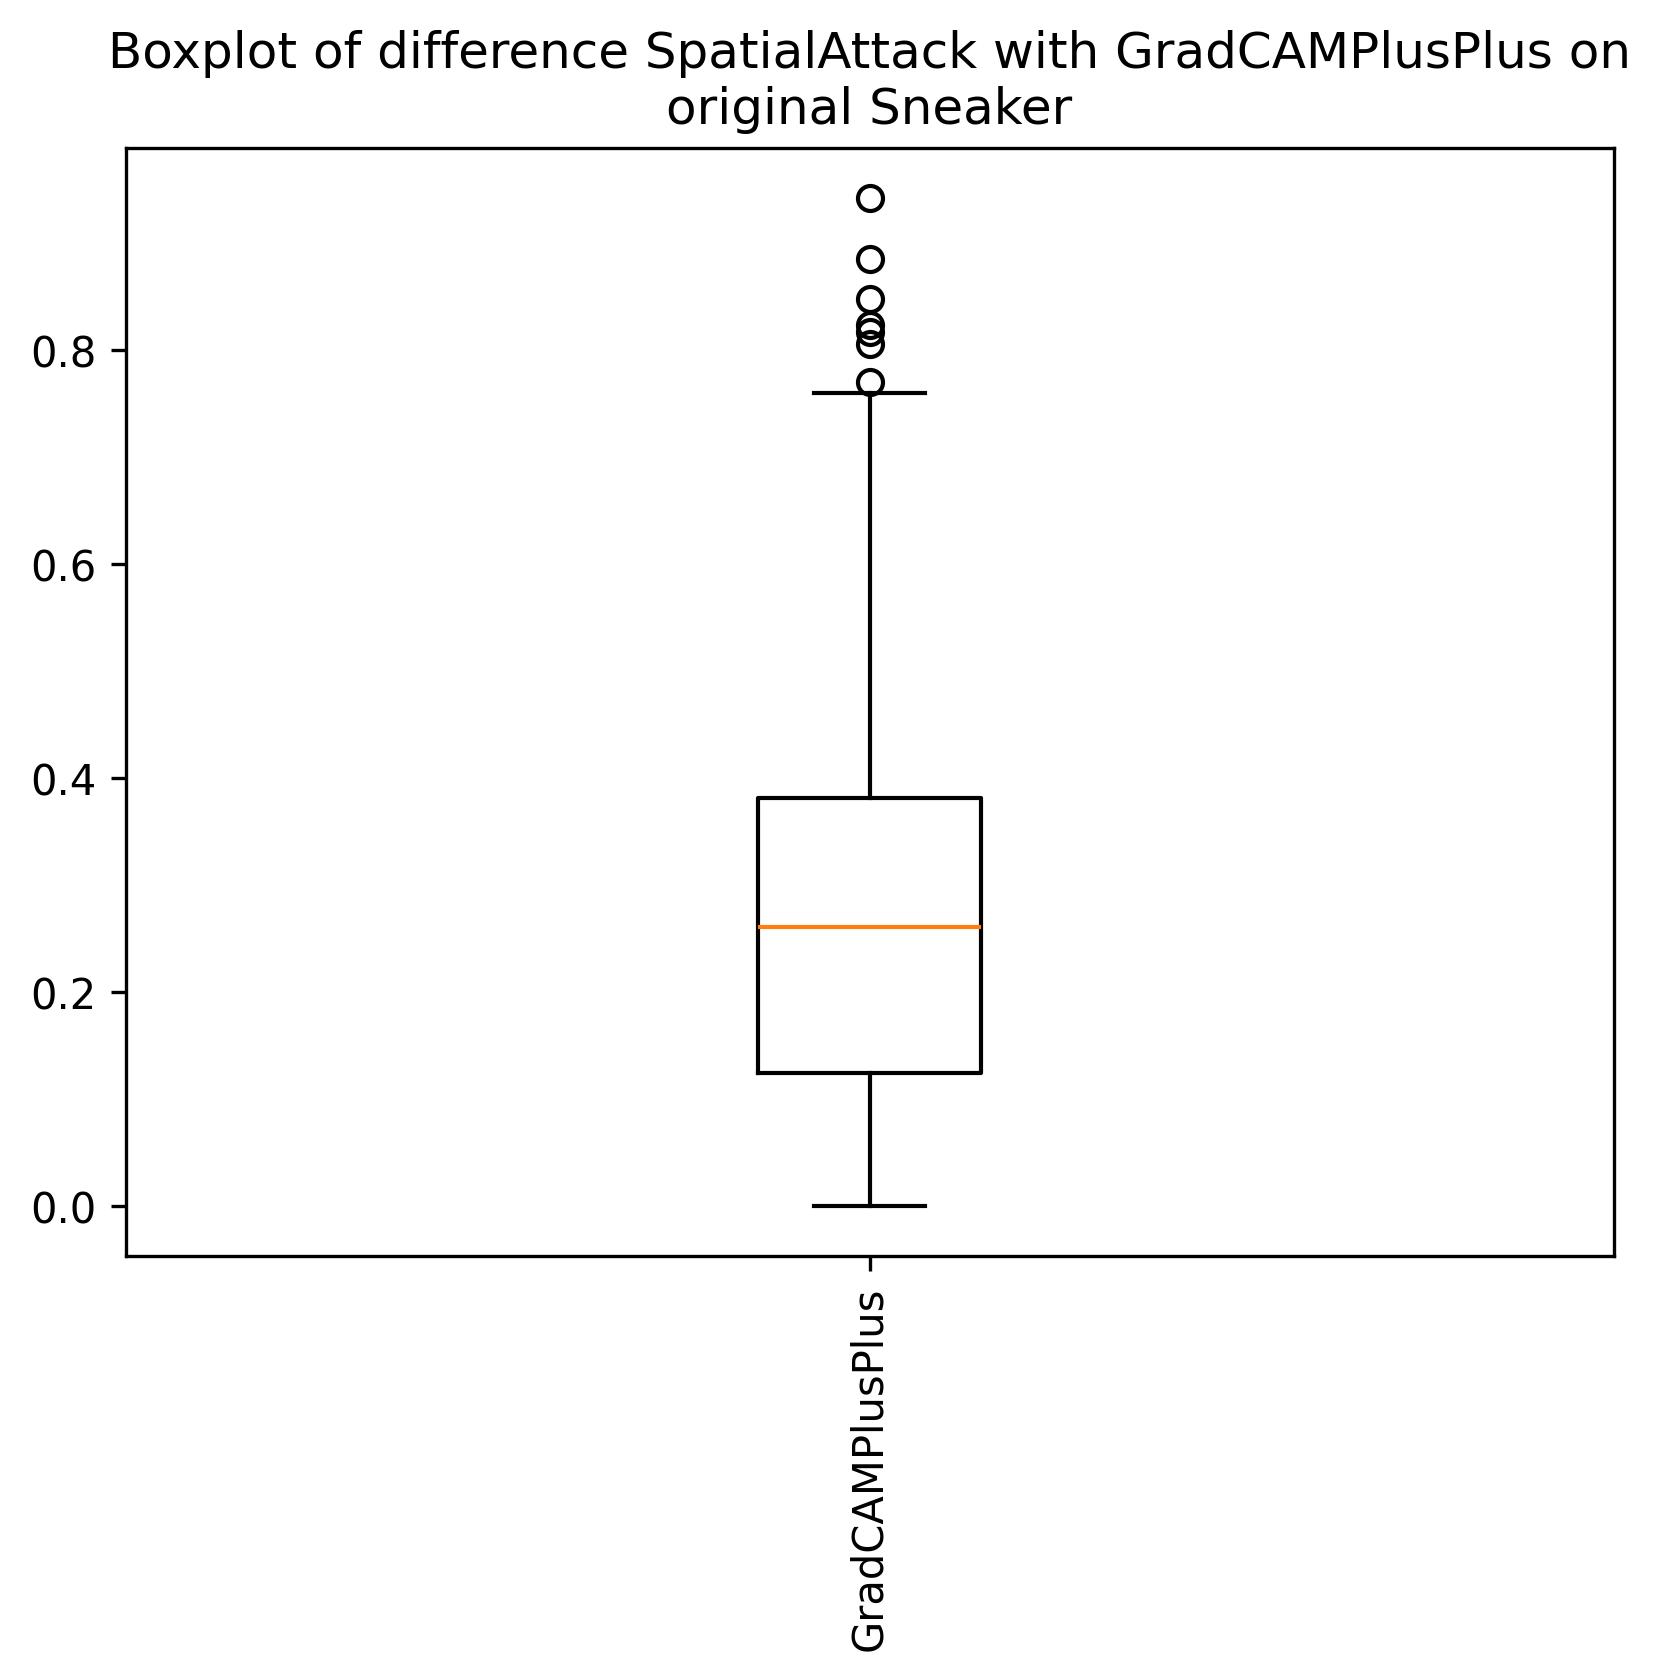 Boxplot of difference SpatialAttack with GradCAMPlusPlus on
original Sneaker
0.8
0.6
0.4
0.2
0.0
GradCAMPlusPlus